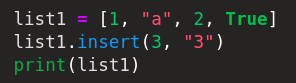 list1 = [1, "a", 2, True]
list1.insert(3, "3")
print(list1)